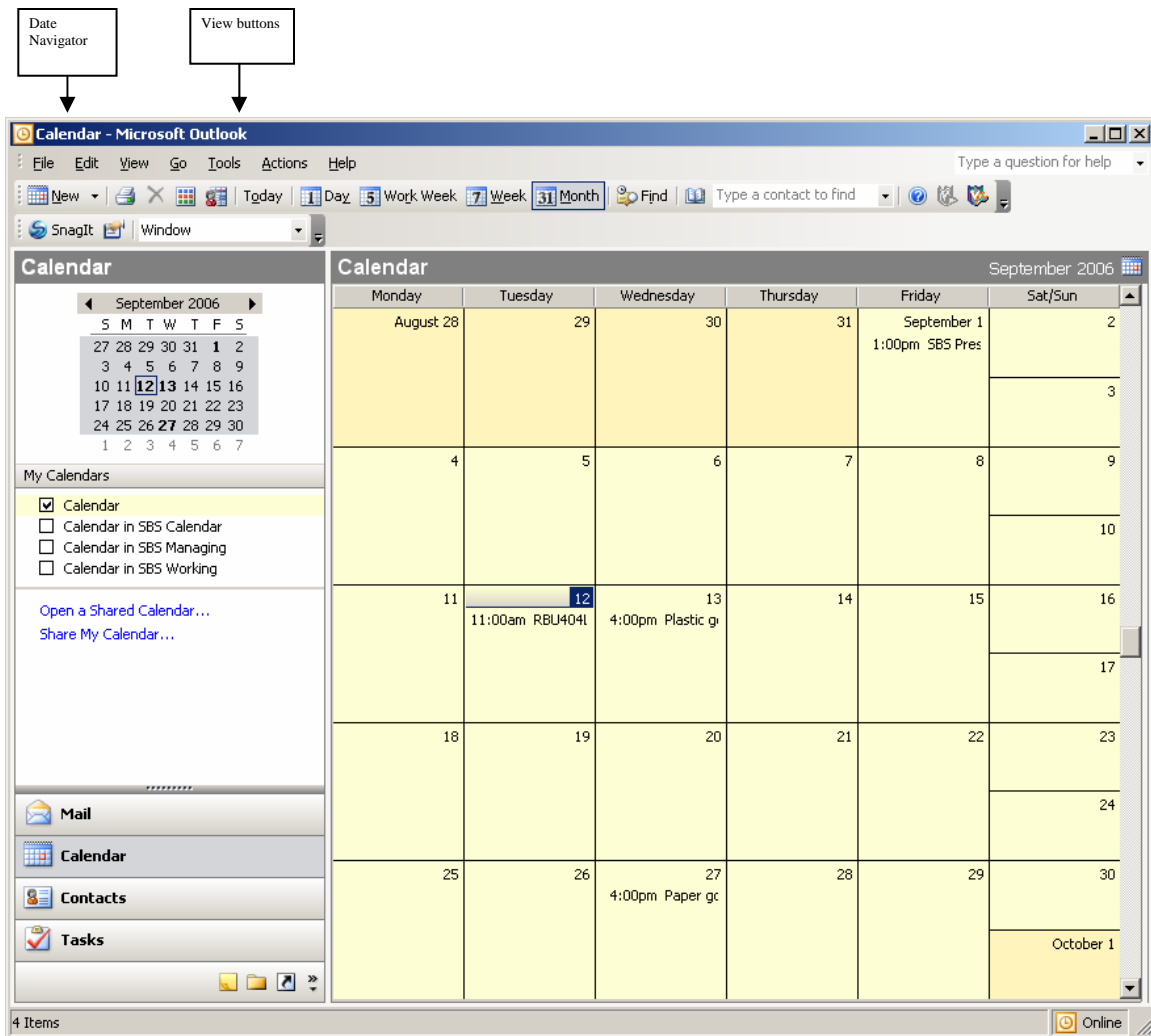 Date
Navigator
View buttons
Calendar - Microsoft Outlook
File Edit View Go Tools Actions Help Type a question for help
New Today 1 Day 5 Work Week 7 Week 31 Month Find Type a contact to find
SnagIt Window
Calendar
September 2006
S M T W T F S
27 28 29 30 31 1 2
3 4 5 6 7 8 9
10 11 12 13 14 15 16
17 18 19 20 21 22 23
24 25 26 27 28 29 30
1 2 3 4 5 6 7
My Calendars
Calendar
Calendar in SBS Calendar
Calendar in SBS Managing
Calendar in SBS Working
Open a Shared Calendar...
Share My Calendar...
Mail
Calendar
Contacts
Tasks
Calendar September 2006
Monday Tuesday Wednesday Thursday Friday Sat/Sun
August 28 29 30 31 September 1 2
1:00pm SBS Pres
3
4 5 6 7 8 9
10
11 12 13 14 15 16
11:00am RBU404 4:00pm Plastic
17
18 19 20 21 22 23
24
25 26 27 28 29 30
4:00pm Paper
October 1
4 Items Online